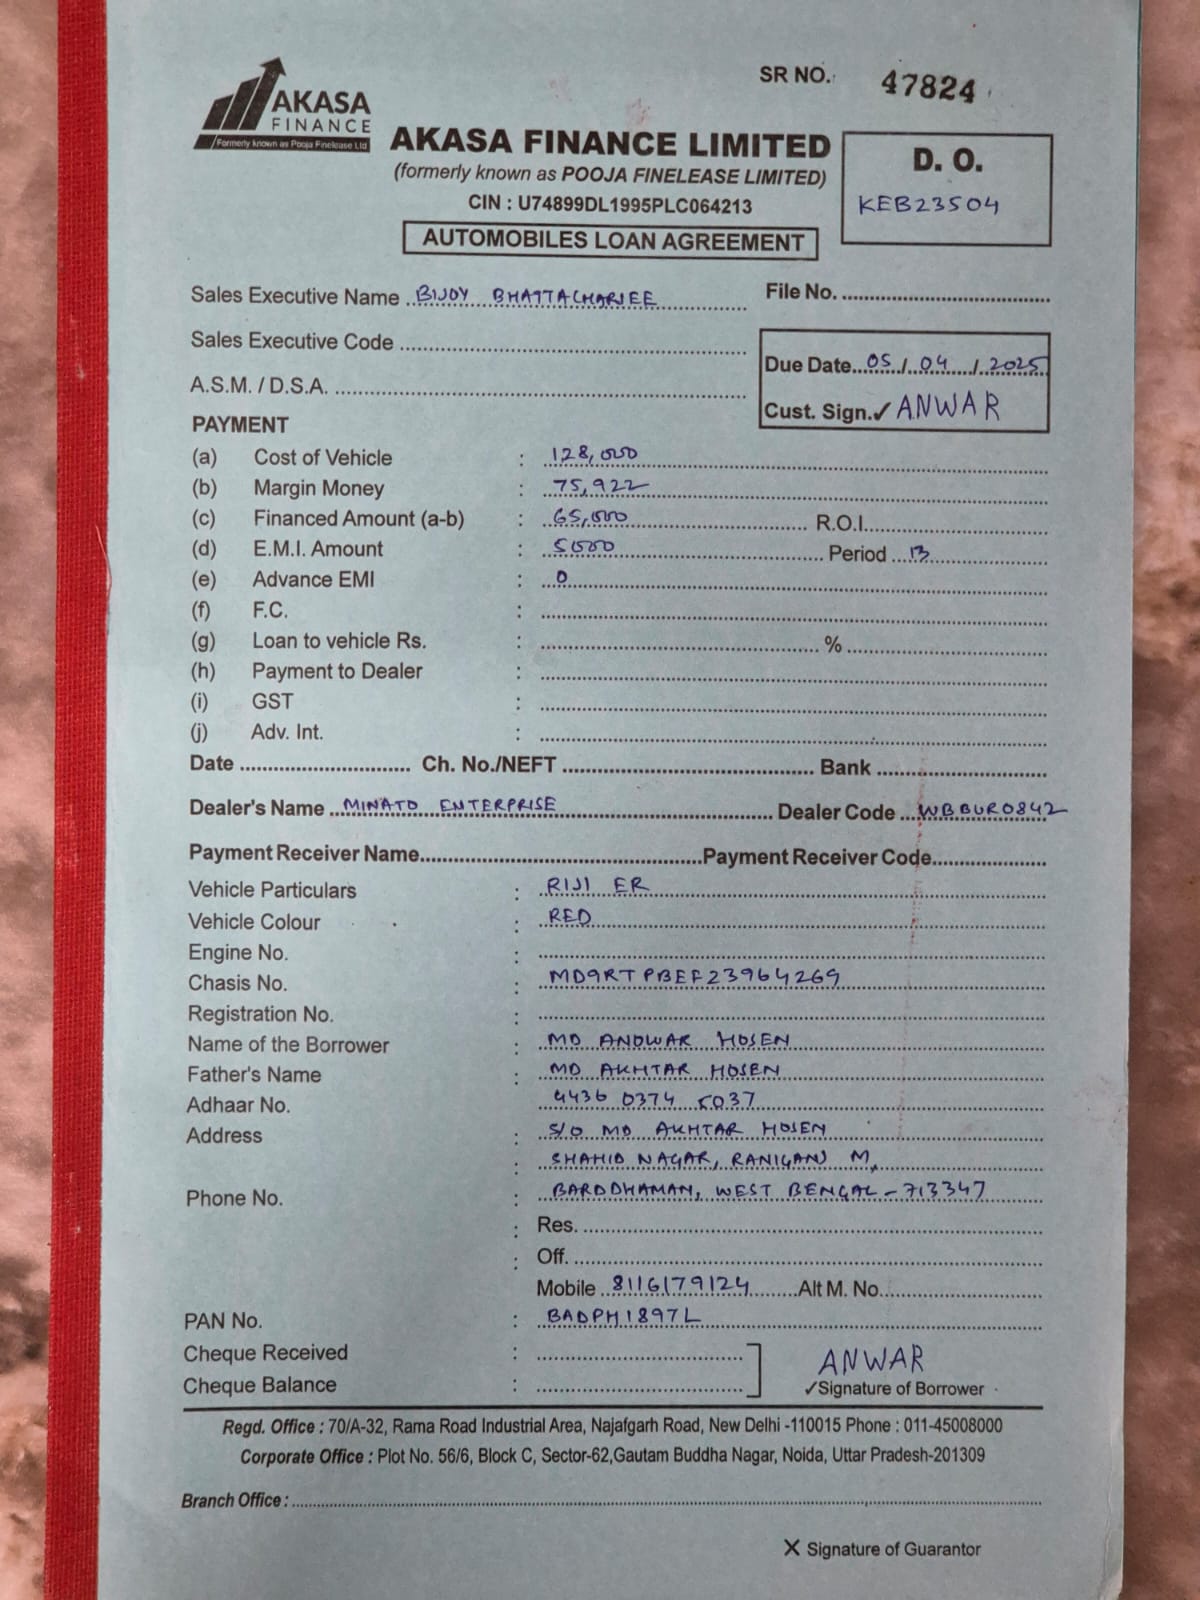 AKASA
FINANCE
Formerly known as Pooja Finelease Ltd
SR NO. 47824
AKASA FINANCE LIMITED
(formerly known as POOJA FINELEASE LIMITED)
CIN : U74899DL1995PLC064213
AUTOMOBILES LOAN AGREEMENT
D. O.
KEB23504
Sales Executive Name BIJOY BHATTACHARJEE
File No.
Sales Executive Code
A.S.M. / D.S.A.
Due Date 05 / 04 / 2025
Cust. Sign. ✓ ANWAR
PAYMENT
(a) Cost of Vehicle : 128,000
(b) Margin Money : 75,922
(c) Financed Amount (a-b) : 65,000 R.O.I.
(d) E.M.I. Amount : 5000 Period 13
(e) Advance EMI : 0
(f) F.C. :
(g) Loan to vehicle Rs. : %
(h) Payment to Dealer :
(i) GST :
(j) Adv. Int. :
Date Ch. No./NEFT Bank
Dealer's Name MINATO ENTERPRISE Dealer Code WBBUR0842
Payment Receiver Name Payment Receiver Code
Vehicle Particulars : RIJI ER
Vehicle Colour : RED
Engine No. :
Chasis No. : MD9RTPBEF23964269
Registration No. :
Name of the Borrower : MD ANOWAR HOSEN
Father's Name : MD AKHTAR HOSEN
Adhaar No. 4436 0374 5037
Address : S/O MD AKHTAR HOSEN
: SHAHID NAGAR, RANIGANJ M,
Phone No. : BARDDHAMAN, WEST BENGAL - 713347
: Res.
: Off.
Mobile 8116179124 Alt M. No.
PAN No. : BADPH1897L
Cheque Received :
Cheque Balance :
ANWAR
✓Signature of Borrower
Regd. Office : 70/A-32, Rama Road Industrial Area, Najafgarh Road, New Delhi -110015 Phone : 011-45008000
Corporate Office : Plot No. 56/6, Block C, Sector-62,Gautam Buddha Nagar, Noida, Uttar Pradesh-201309
Branch Office :
X Signature of Guarantor